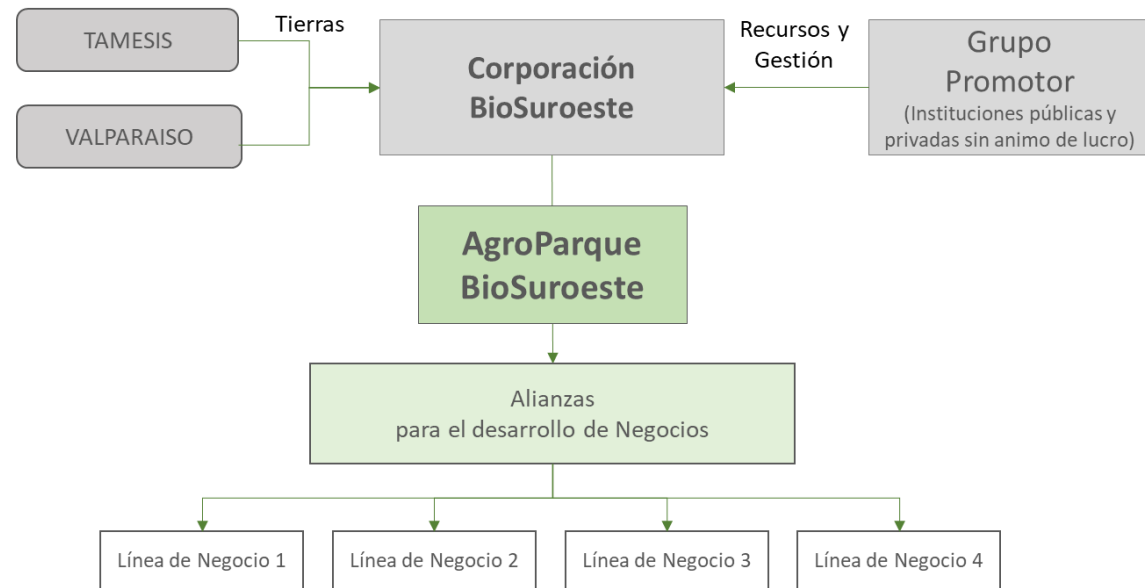 TAMESIS
Tierras
VALPARAISO
Corporación
BioSuroeste
Recursos y
Gestión
Grupo
Promotor
(Instituciones públicas y
privadas sin animo de lucro)
AgroParque
BioSuroeste
Alianzas
para el desarrollo de Negocios
Línea de Negocio 1
Línea de Negocio 2
Línea de Negocio 3
Línea de Negocio 4